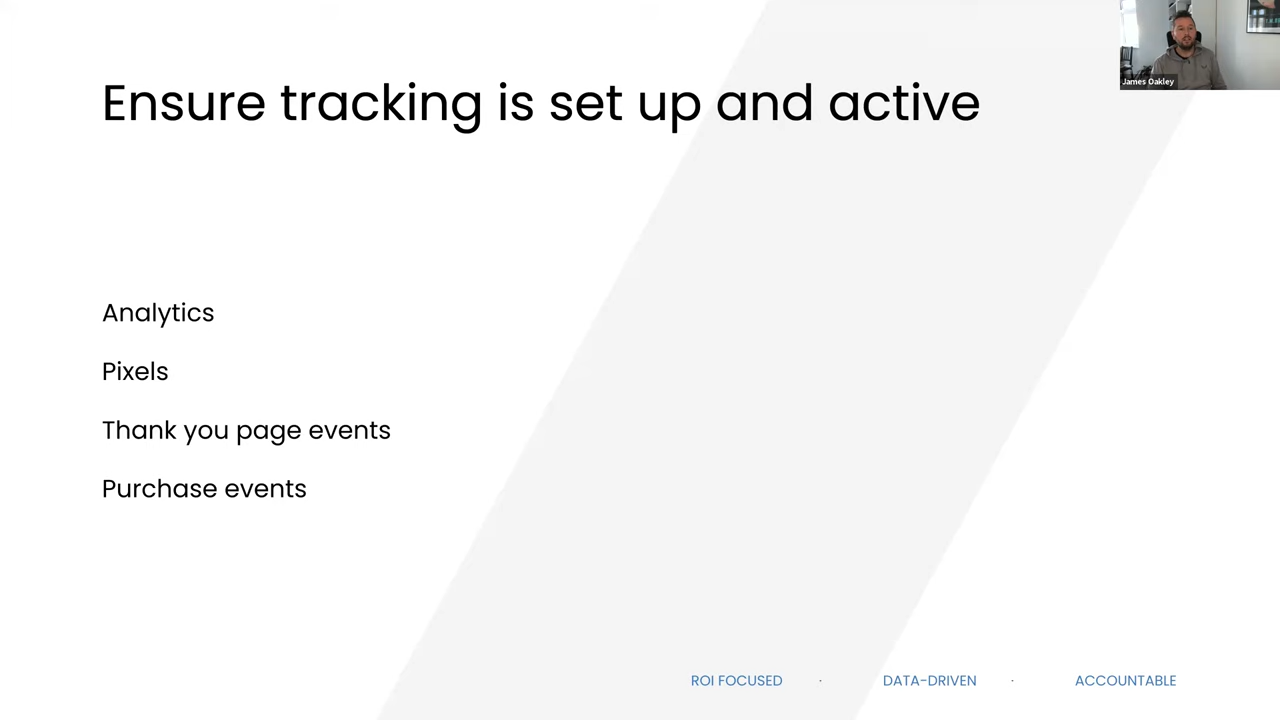 James Oakley
Ensure tracking is set up and active
Analytics
Pixels
Thank you page events
Purchase events
ROI FOCUSED · DATA-DRIVEN · ACCOUNTABLE